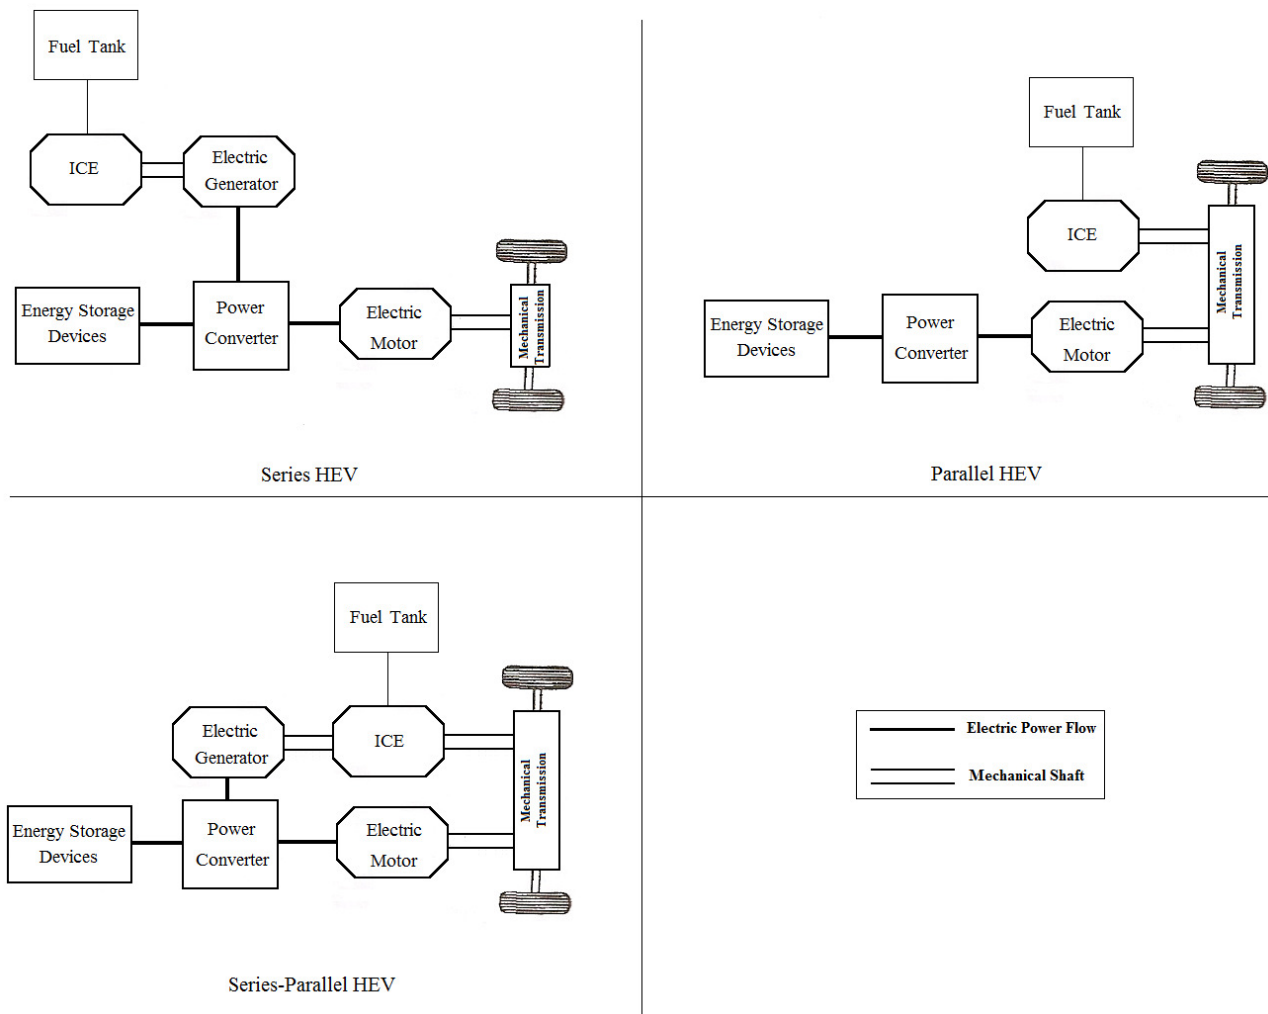 Fuel Tank
ICE
Electric
Generator
Energy Storage
Devices
Power
Converter
Electric
Motor
Mechanical
Transmission
Series HEV
Fuel Tank
ICE
Energy Storage
Devices
Power
Converter
Electric
Motor
Mechanical
Transmission
Parallel HEV
Fuel Tank
Electric
Generator
ICE
Energy Storage
Devices
Power
Converter
Electric
Motor
Mechanical
Transmission
Series-Parallel HEV
Electric Power Flow
Mechanical Shaft